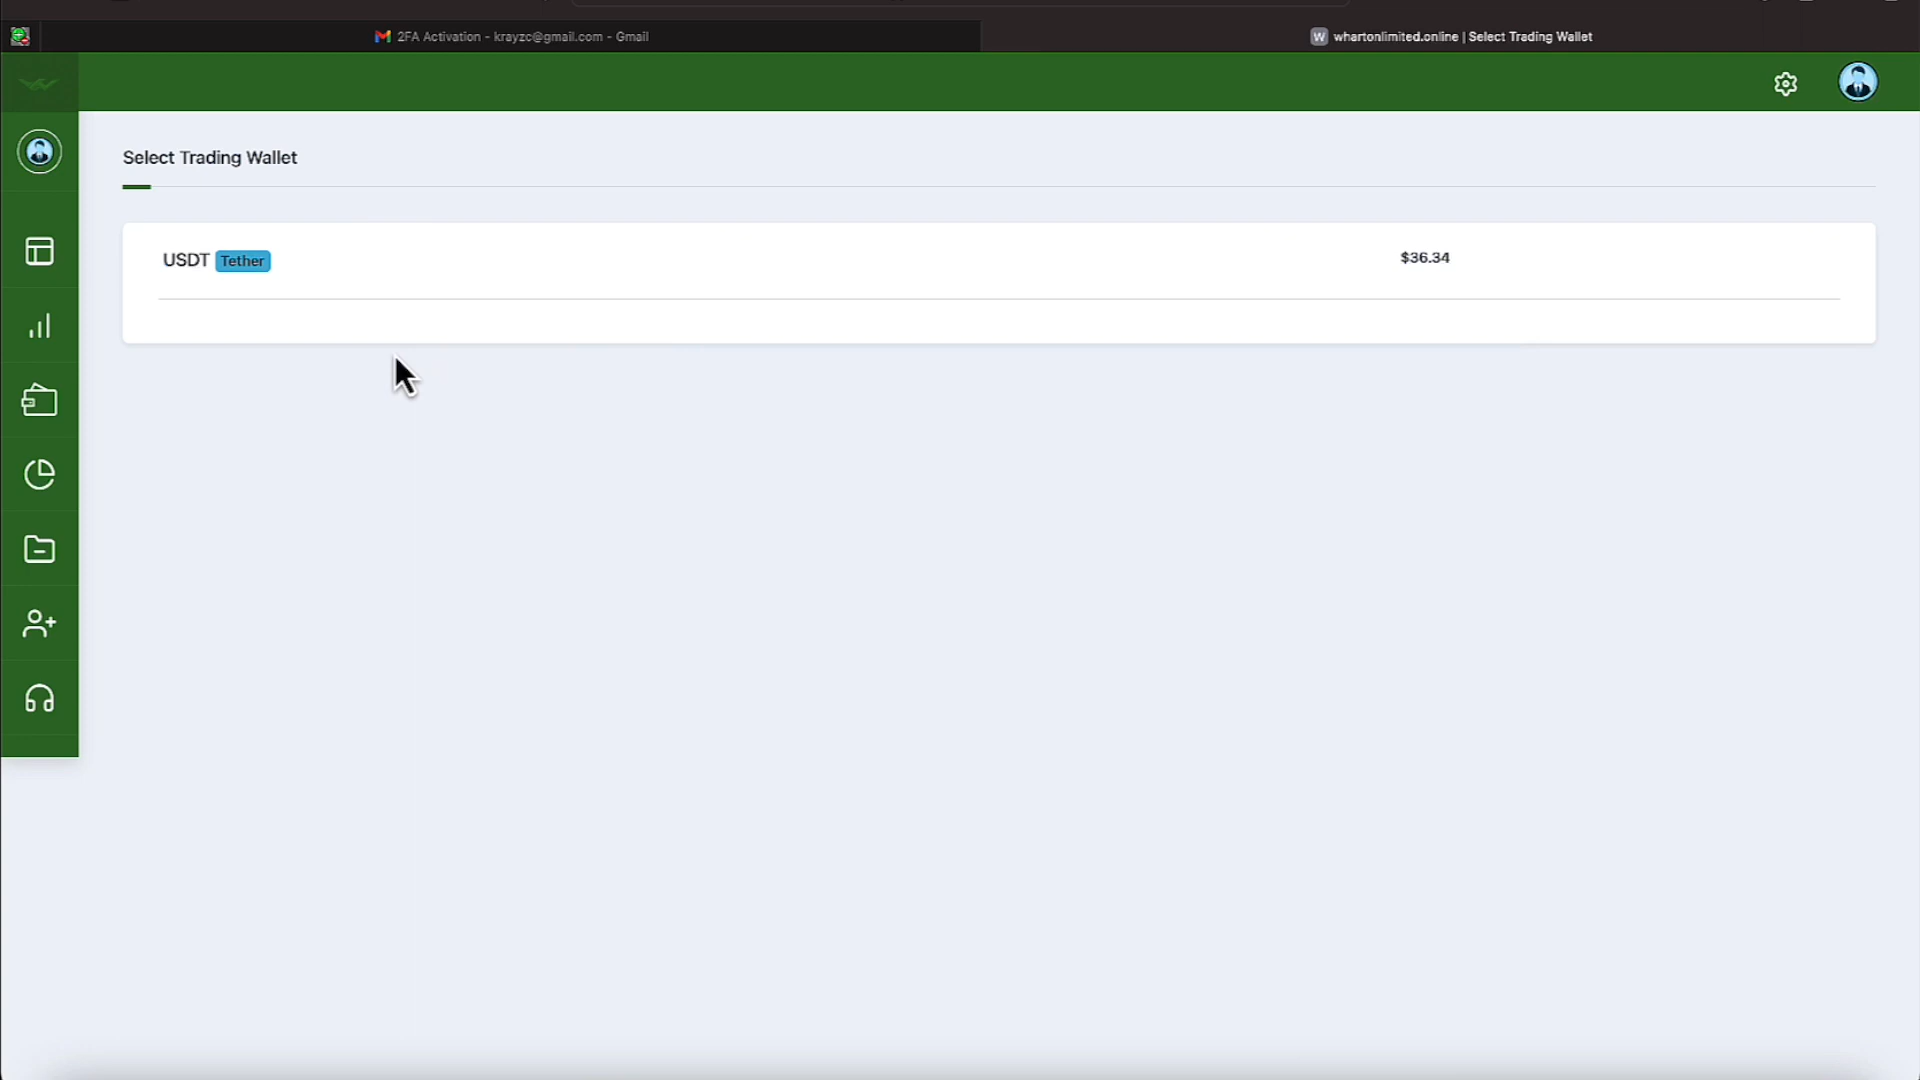 2FA Activation - krayzc@gmail.com - Gmail
W whartonlimited.online | Select Trading Wallet
Select Trading Wallet
USDT Tether $36.34